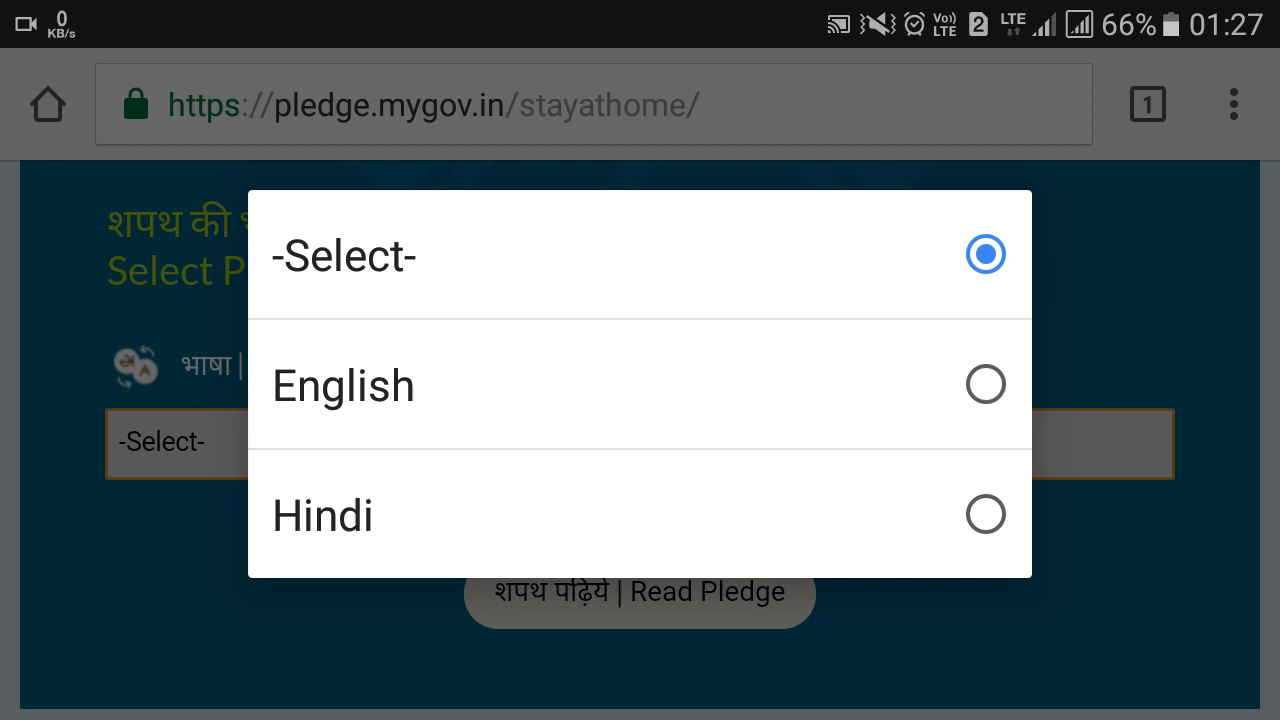 0
KB/s
Vo)) LTE 2 LTE 66% 01:27
https://pledge.mygov.in/stayathome/
1
शपथ की
Select P
-Select-
English
Hindi
भाषा |
-Select-
शपथ पढ़िये | Read Pledge